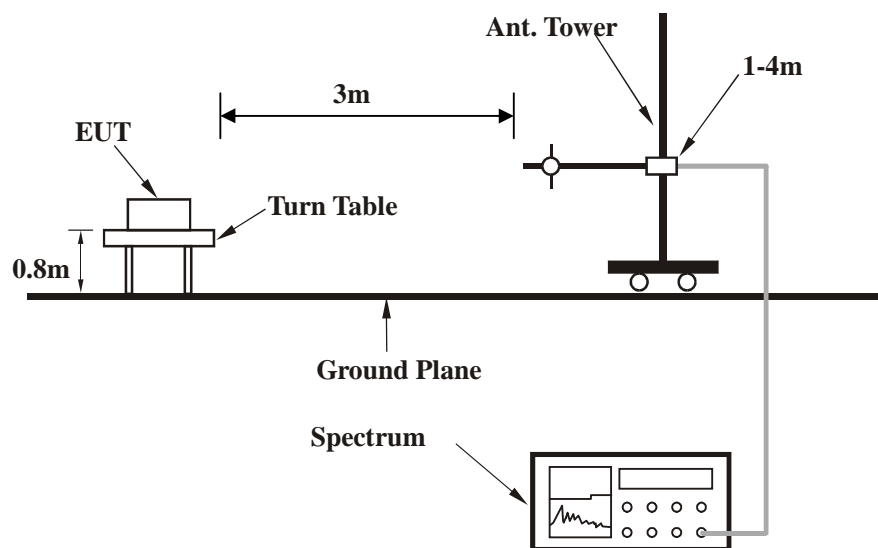 Ant. Tower
1-4m
3m
EUT
Turn Table
0.8m
Ground Plane
Spectrum